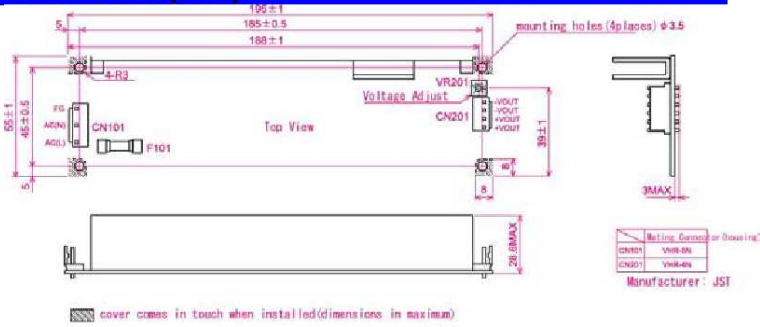 195±1
5
185±0.5
188±1
mounting holes(4places) φ3.5
4-R3
VR201
Voltage Adjust
-VOUT
-VOUT
+VOUT
+VOUT
CN201
FG
AC(N)
AC(L)
CN101
F101
Top View
55±1
45±0.5
5
39±1
8
8
3MAX
28.6MAX
Mating Connector(housing)
CN101 VHR-5N
CN201 VHR-4N
Manufacturer: JST
cover comes in touch when installed(dimensions in maximum)